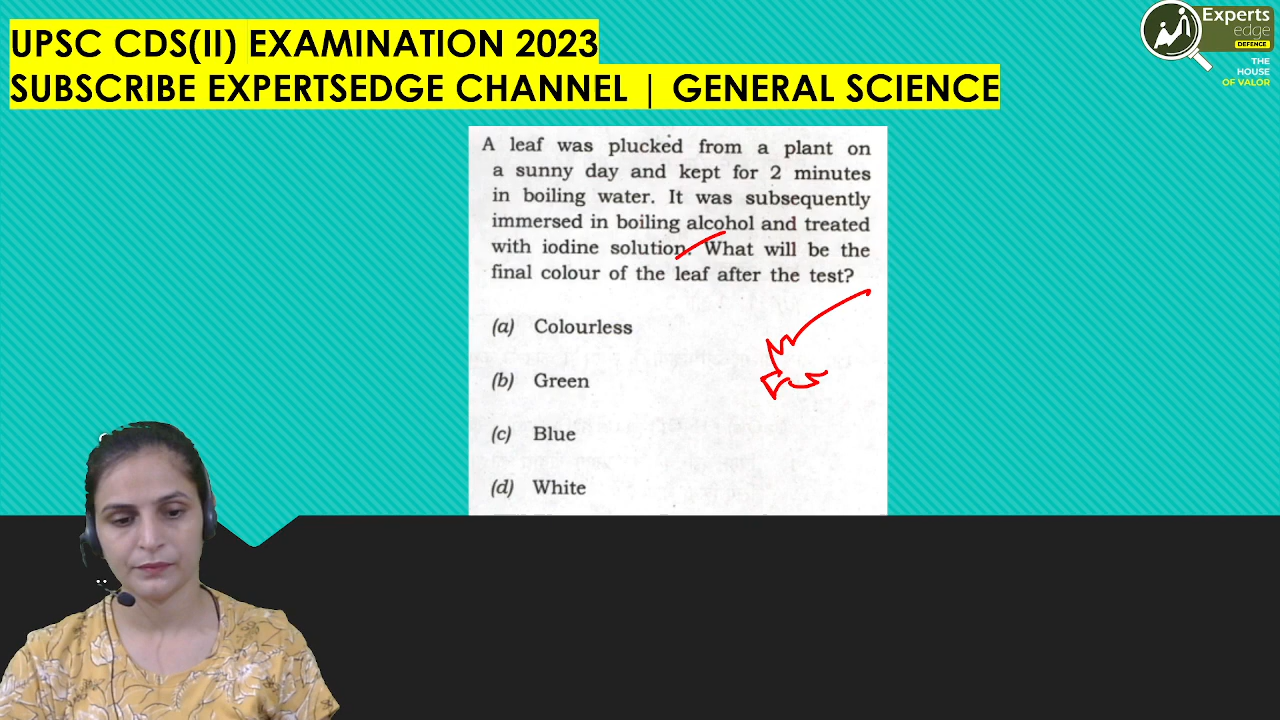 UPSC CDS(II) EXAMINATION 2023
SUBSCRIBE EXPERTSEDGE CHANNEL | GENERAL SCIENCE
Experts
edge
DEFENCE
THE
HOUSE
OF VALOR
A leaf was plucked from a plant on
a sunny day and kept for 2 minutes
in boiling water. It was subsequently
immersed in boiling alcohol and treated
with iodine solution. What will be the
final colour of the leaf after the test?
(a) Colourless
(b) Green
(c) Blue
(d) White